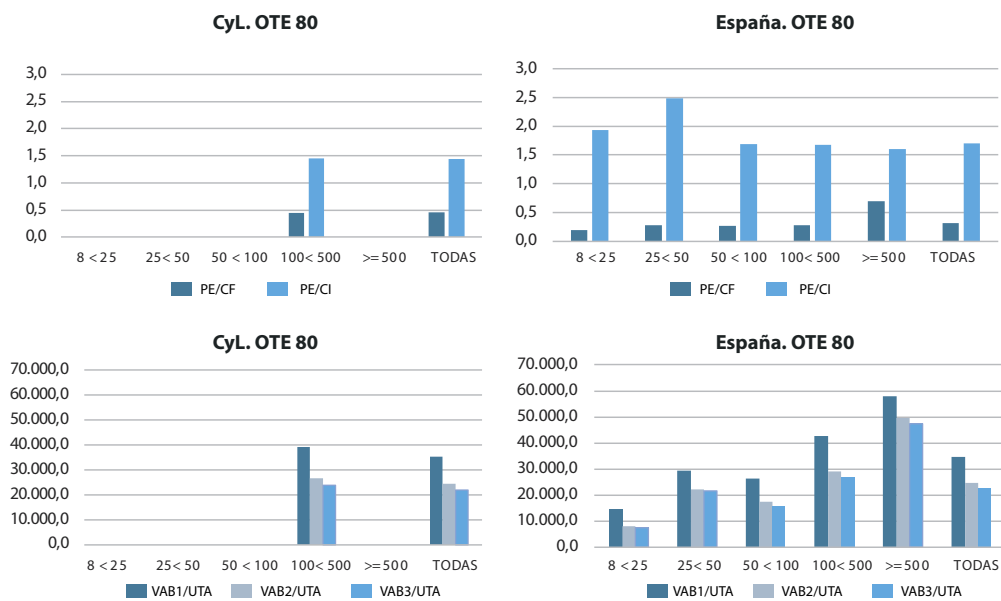 CyL. OTE 80
3,0
2,5
2,0
1,5
1,0
0,5
0,0
8 < 25 25< 50 50 < 100 100< 500 >= 500 TODAS
PE/CF PE/CI
España. OTE 80
3,0
2,5
2,0
1,5
1,0
0,5
0,0
8 < 25 25< 50 50 < 100 100< 500 >= 500 TODAS
PE/CF PE/CI
CyL. OTE 80
70.000,0
60.000,0
50.000,0
40.000,0
30.000,0
20.000,0
10.000,0
0,0
8 < 25 25< 50 50 < 100 100< 500 >= 500 TODAS
VAB1/UTA VAB2/UTA VAB3/UTA
España. OTE 80
70.000,0
60.000,0
50.000,0
40.000,0
30.000,0
20.000,0
10.000,0
0,0
8 < 25 25< 50 50 < 100 100< 500 >= 500 TODAS
VAB1/UTA VAB2/UTA VAB3/UTA